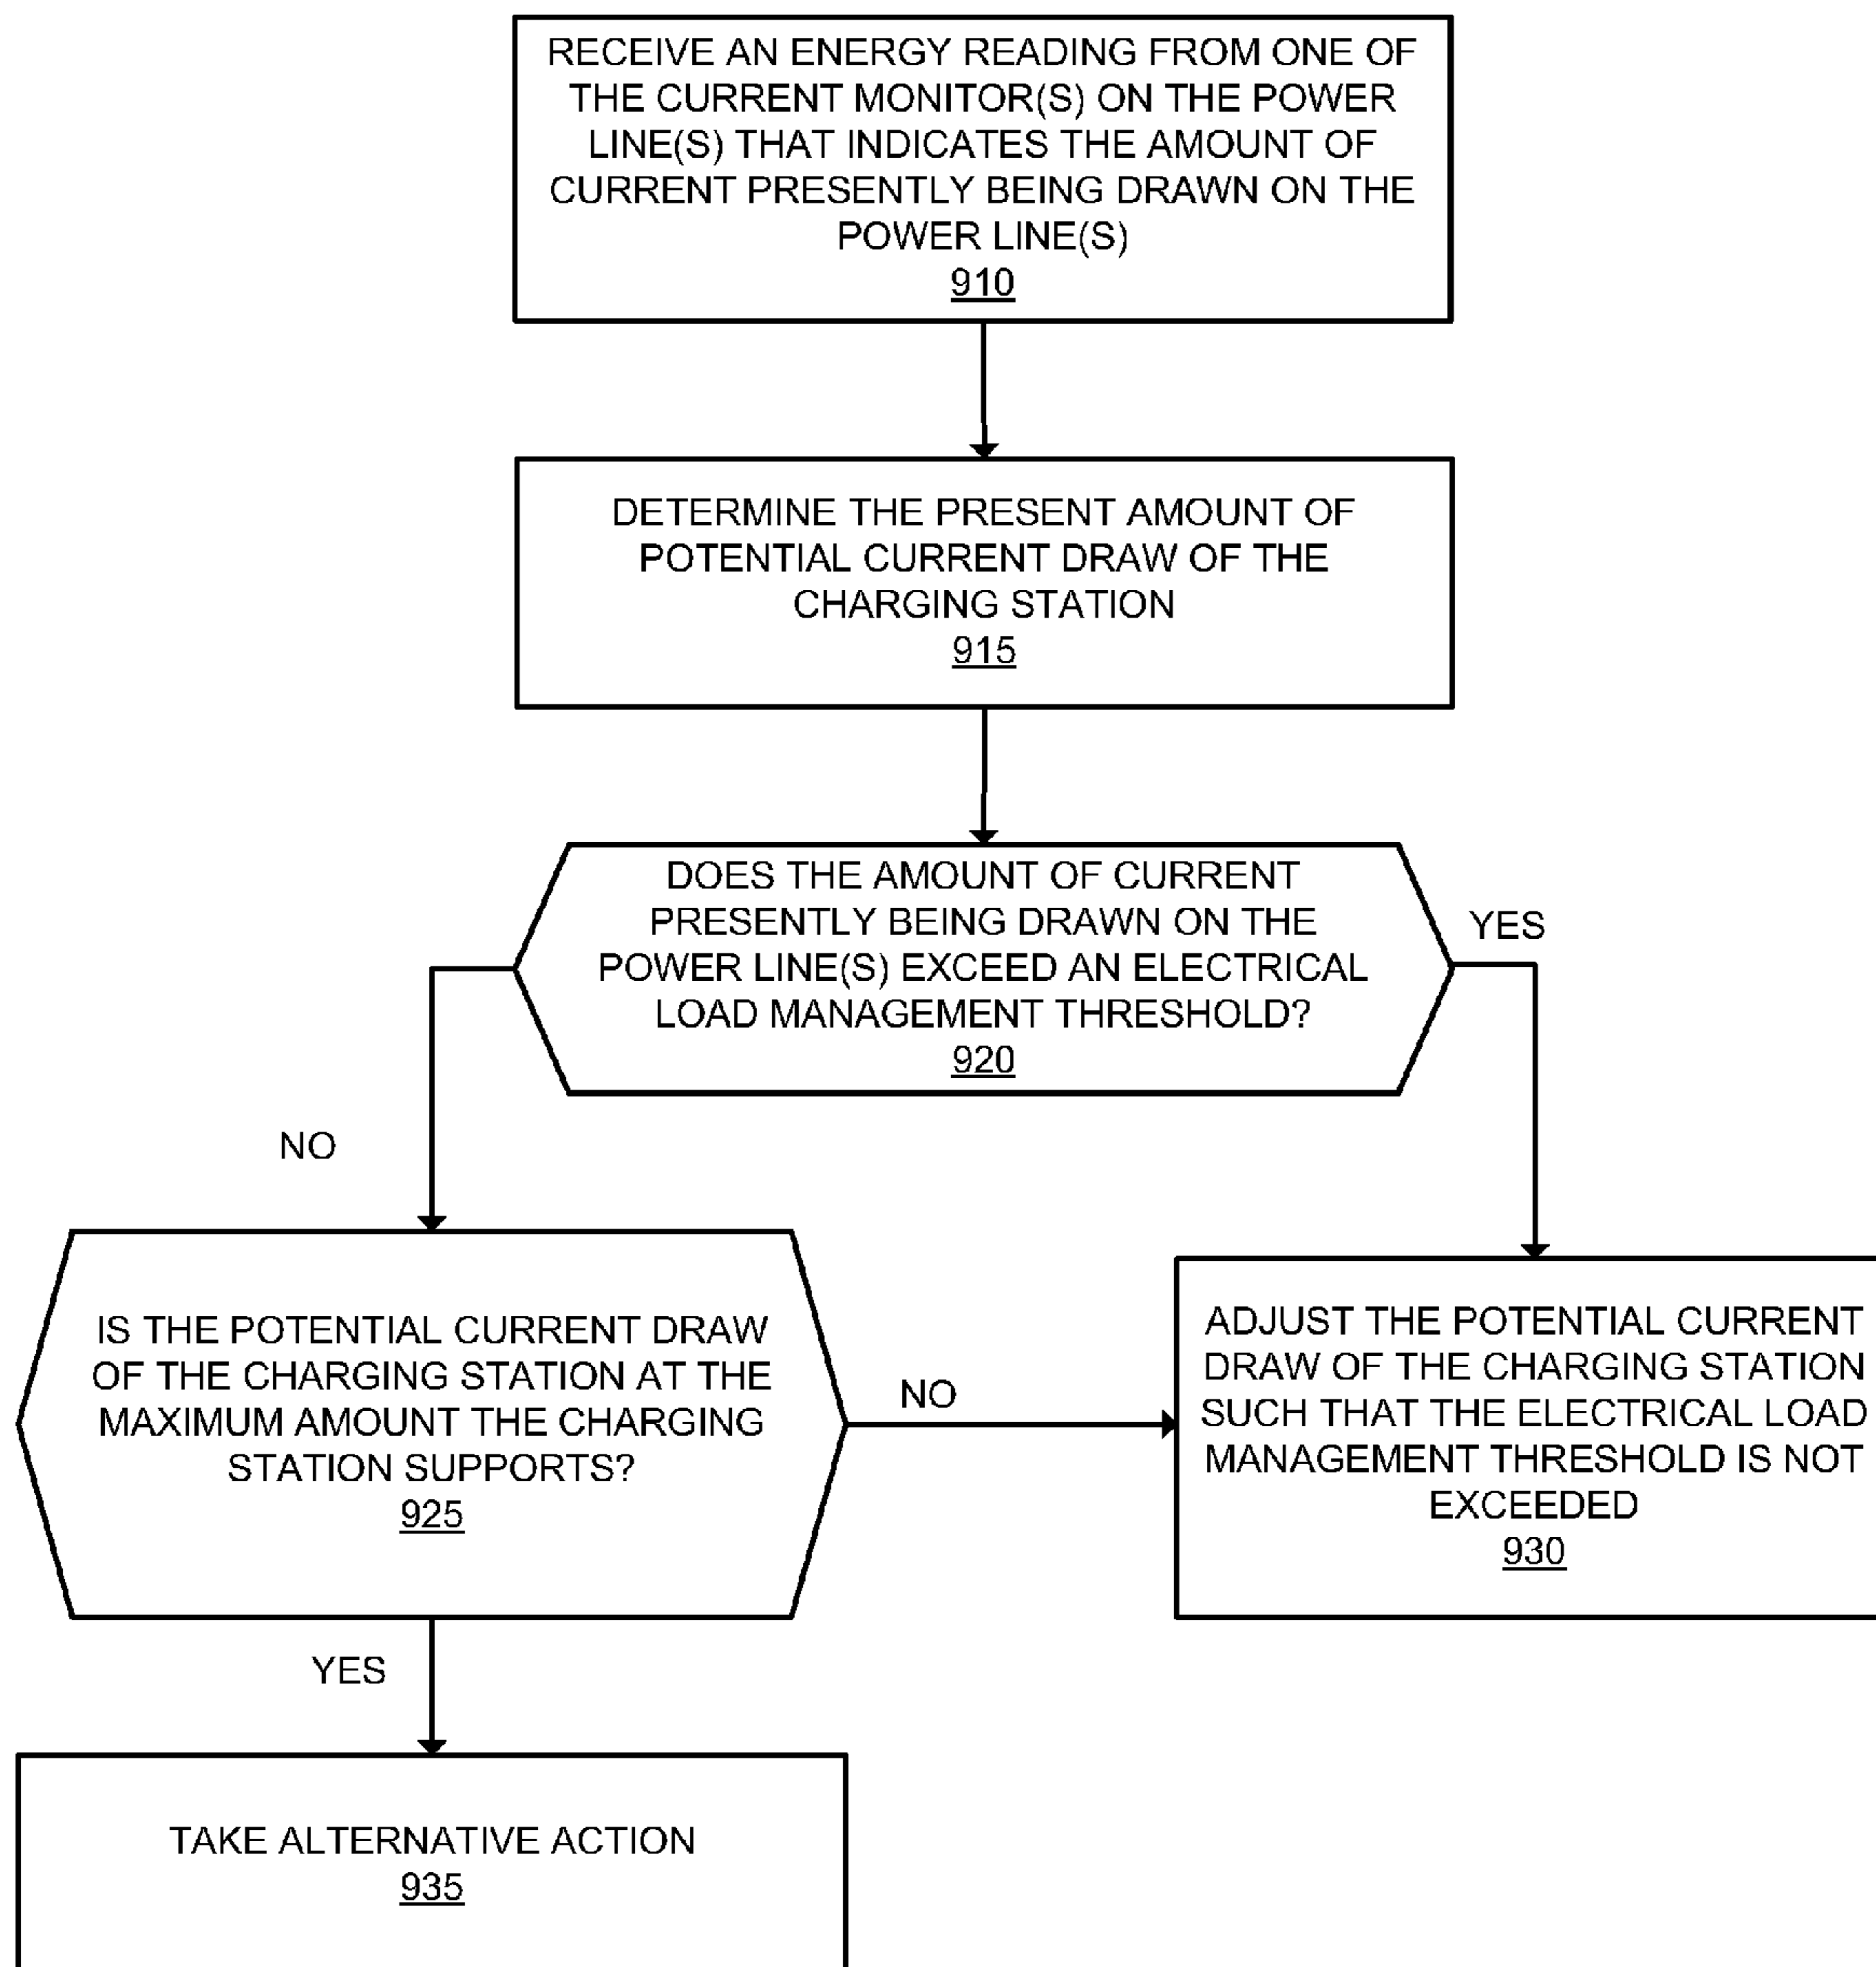 RECEIVE AN ENERGY READING FROM ONE OF
THE CURRENT MONITOR(S) ON THE POWER
LINE(S) THAT INDICATES THE AMOUNT OF
CURRENT PRESENTLY BEING DRAWN ON THE
POWER LINE(S)
910
DETERMINE THE PRESENT AMOUNT OF
POTENTIAL CURRENT DRAW OF THE
CHARGING STATION
915
DOES THE AMOUNT OF CURRENT
PRESENTLY BEING DRAWN ON THE
POWER LINE(S) EXCEED AN ELECTRICAL
LOAD MANAGEMENT THRESHOLD?
920
YES
NO
IS THE POTENTIAL CURRENT DRAW
OF THE CHARGING STATION AT THE
MAXIMUM AMOUNT THE CHARGING
STATION SUPPORTS?
925
NO
ADJUST THE POTENTIAL CURRENT
DRAW OF THE CHARGING STATION
SUCH THAT THE ELECTRICAL LOAD
MANAGEMENT THRESHOLD IS NOT
EXCEEDED
930
YES
TAKE ALTERNATIVE ACTION
935